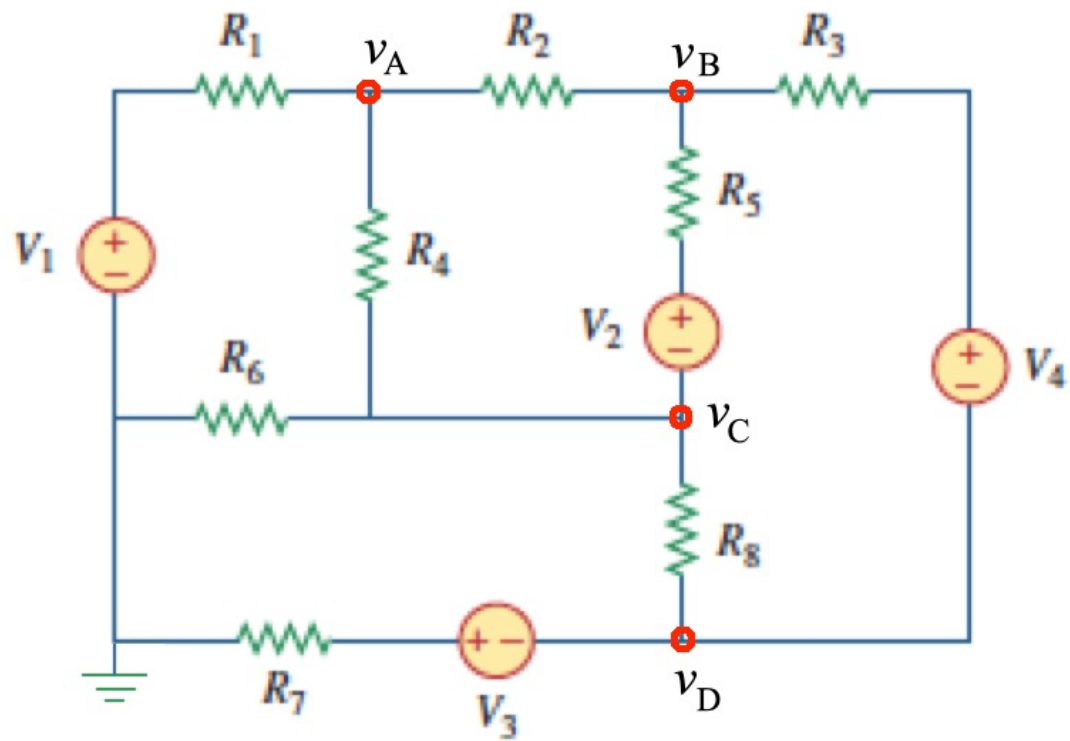 R1
vA
R2
vB
R3
V1
+
−
R4
R5
V2
+
−
V4
+
−
R6
vC
R8
R7
+ −
V3
vD